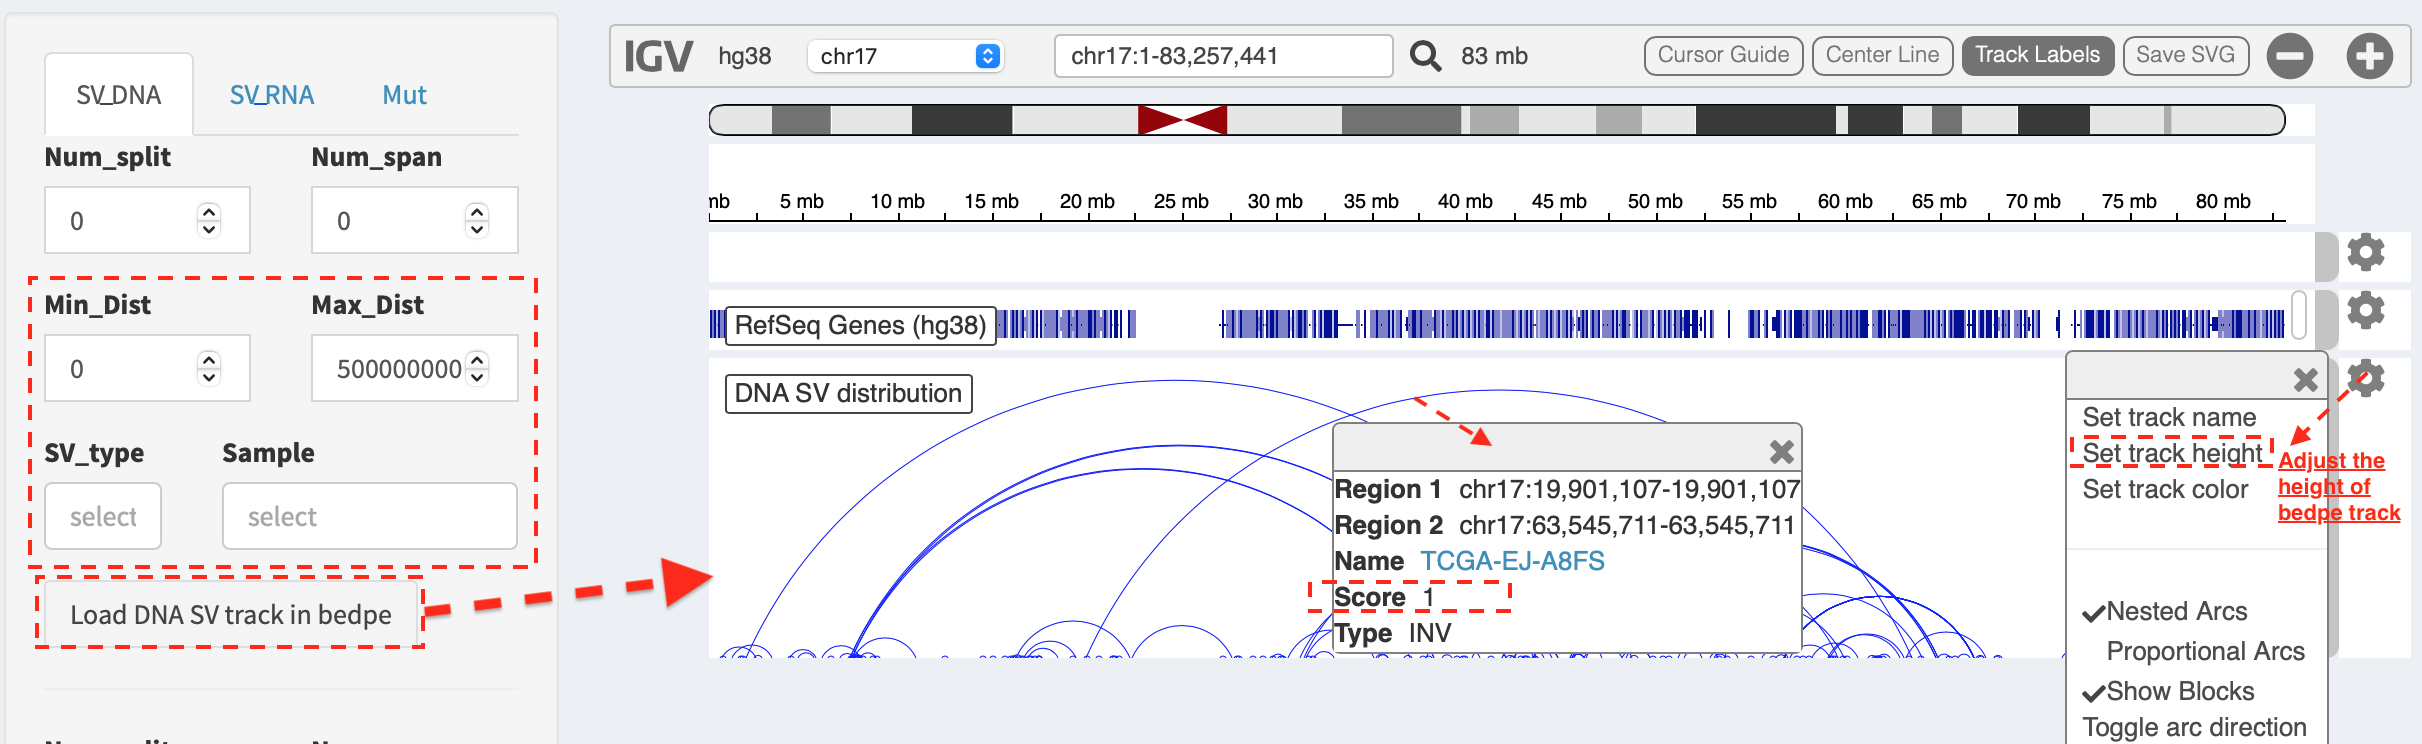 SV_DNA SV_RNA Mut
Num_split Num_span
0 0
Min_Dist Max_Dist
0 500000000
SV_type Sample
select select
Load DNA SV track in bedpe
IGV hg38 chr17 chr17:1-83,257,441 83 mb Cursor Guide Center Line Track Labels Save SVG
mb 5 mb 10 mb 15 mb 20 mb 25 mb 30 mb 35 mb 40 mb 45 mb 50 mb 55 mb 60 mb 65 mb 70 mb 75 mb 80 mb
RefSeq Genes (hg38)
DNA SV distribution
Region 1 chr17:19,901,107-19,901,107
Region 2 chr17:63,545,711-63,545,711
Name TCGA-EJ-A8FS
Score 1
Type INV
Set track name
Set track height
Set track color
Nested Arcs
Proportional Arcs
Show Blocks
Toggle arc direction
Adjust the
height of
bedpe track